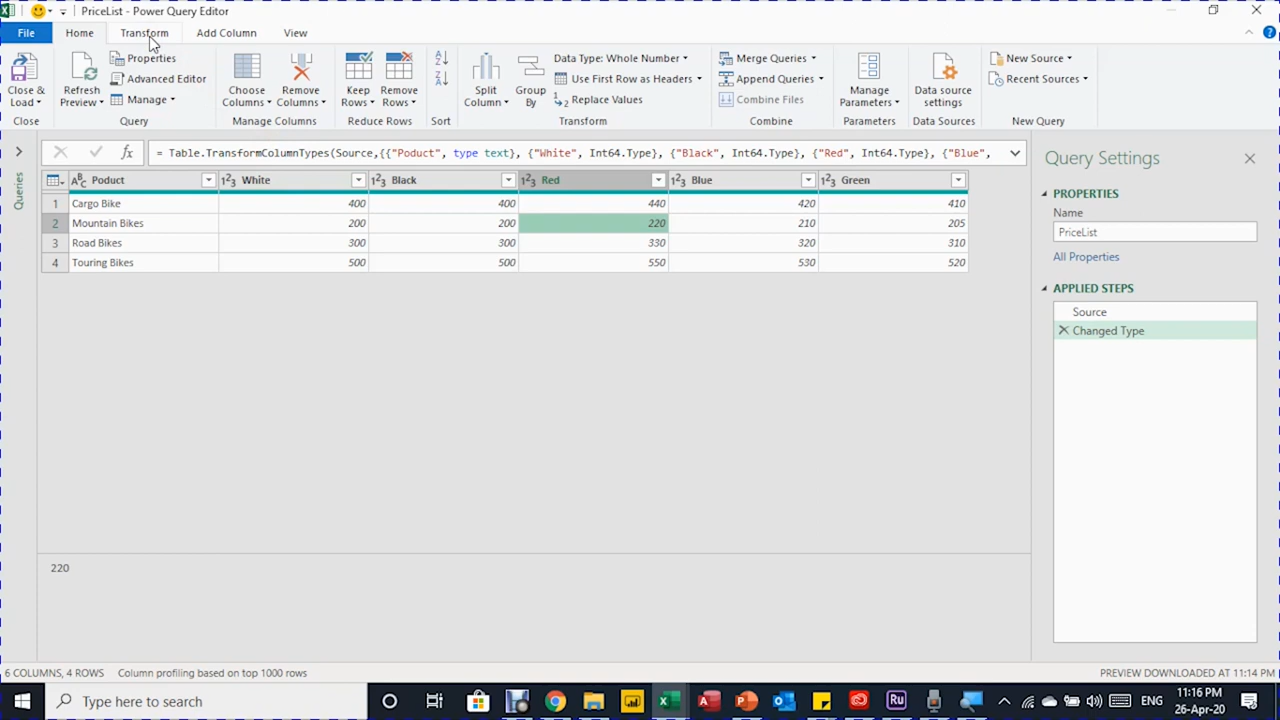 PriceList - Power Query Editor
File Home Transform Add Column View
Close & Load
Close
Refresh Preview
Properties
Advanced Editor
Manage
Query
Choose Columns
Remove Columns
Manage Columns
Keep Rows
Remove Rows
Reduce Rows
Sort
Split Column
Group By
Data Type: Whole Number
Use First Row as Headers
Replace Values
Transform
Merge Queries
Append Queries
Combine Files
Combine
Manage Parameters
Parameters
Data source settings
Data Sources
New Source
Recent Sources
New Query
Queries
fx = Table.TransformColumnTypes(Source,{{"Poduct", type text}, {"White", Int64.Type}, {"Black", Int64.Type}, {"Red", Int64.Type}, {"Blue",
ABC Poduct 123 White 123 Black 123 Red 123 Blue 123 Green
1 Cargo Bike 400 400 440 420 410
2 Mountain Bikes 200 200 220 210 205
3 Road Bikes 300 300 330 320 310
4 Touring Bikes 500 500 550 530 520
220
Query Settings
PROPERTIES
Name
PriceList
All Properties
APPLIED STEPS
Source
Changed Type
6 COLUMNS, 4 ROWS Column profiling based on top 1000 rows
PREVIEW DOWNLOADED AT 11:14 PM
Type here to search
Ru
ENG
11:16 PM
26-Apr-20